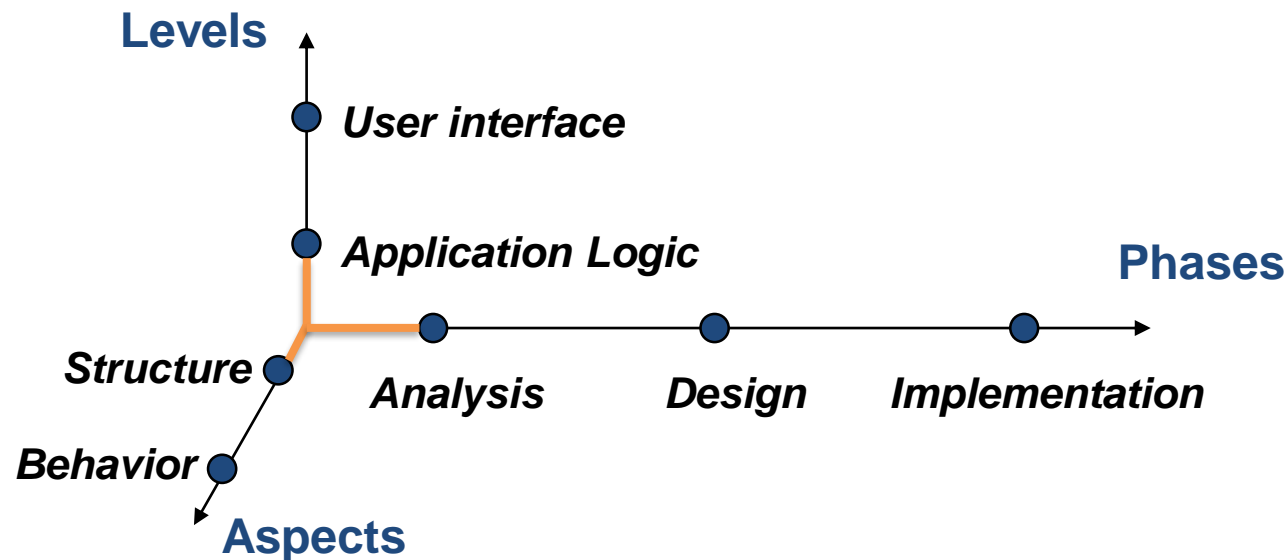 Levels
User interface
Application Logic
Phases
Structure
Analysis
Design
Implementation
Behavior
Aspects